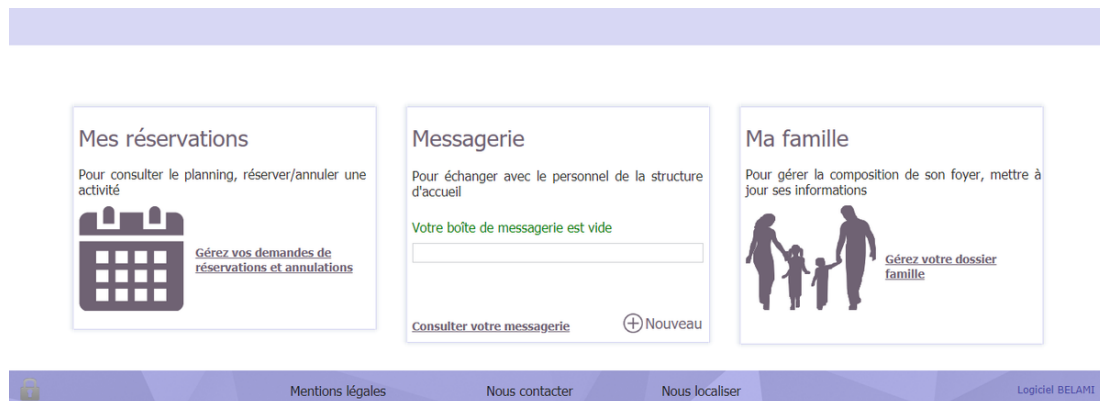 Mes réservations
Pour consulter le planning, réserver/annuler une
activité
Gérez vos demandes de
réservations et annulations
Messagerie
Pour échanger avec le personnel de la structure
d'accueil
Votre boîte de messagerie est vide
Consulter votre messagerie
Nouveau
Ma famille
Pour gérer la composition de son foyer, mettre à
jour ses informations
Gérez votre dossier
famille
Mentions légales
Nous contacter
Nous localiser
Logiciel BELAMI